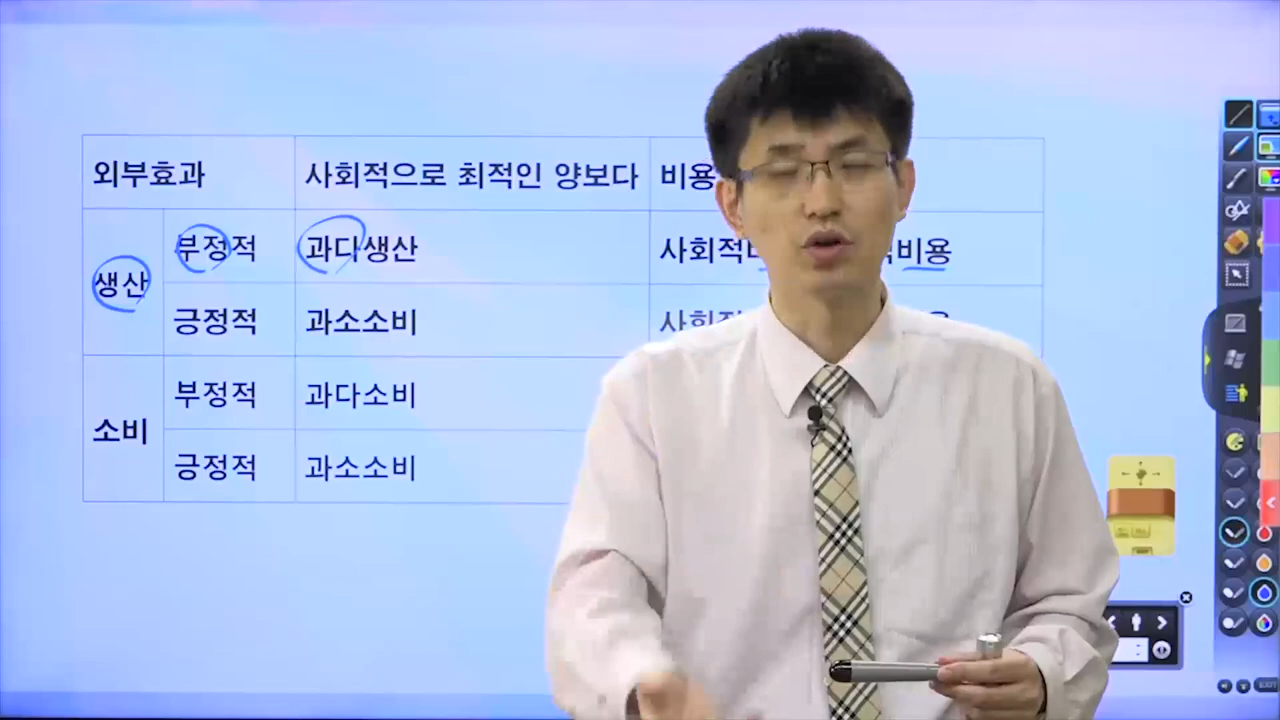 외부효과 사회적으로 최적인 양보다 비용
생산 부정적 과다생산 사회적 비용
긍정적 과소소비
소비 부정적 과다소비
긍정적 과소소비